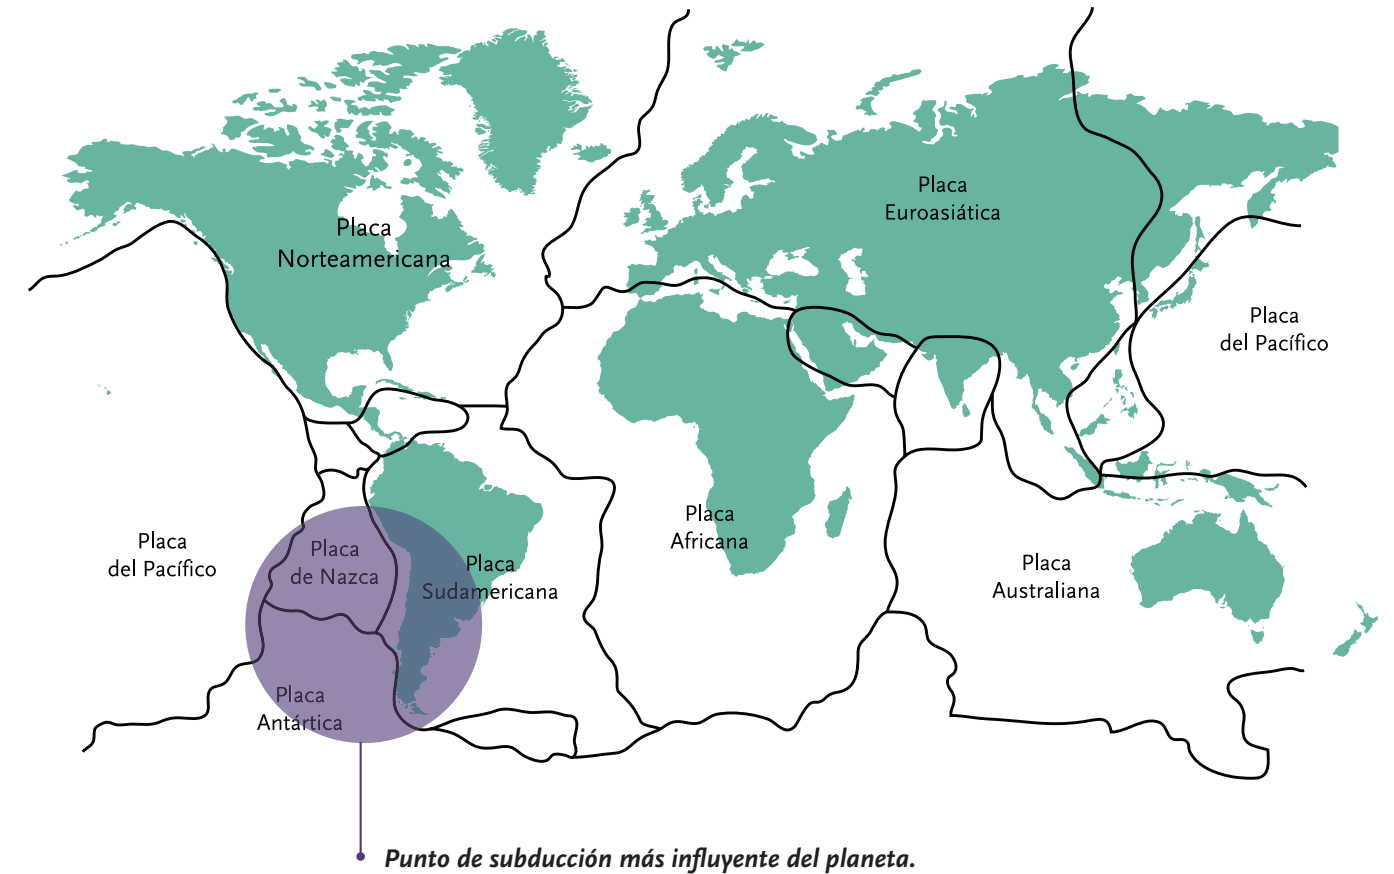 Placa
Euroasiática
Placa
Norteamericana
Placa
del Pacífico
Placa
Africana
Placa
del Pacífico
Placa
de Nazca
Placa
Sudamericana
Placa
Australiana
Placa
Antártica
Punto de subducción más influyente del planeta.